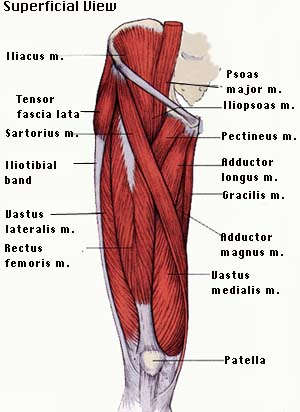 Superficial View
Iliacus m.
Tensor
fascia lata
Sartorius m.
Iliotibial
band
Vastus
lateralis m.
Rectus
femoris m.
Psoas
major m.
Iliopsoas m.
Pectineus m.
Adductor
longus m.
Gracilis m.
Adductor
magnus m.
Vastus
medialis m.
Patella